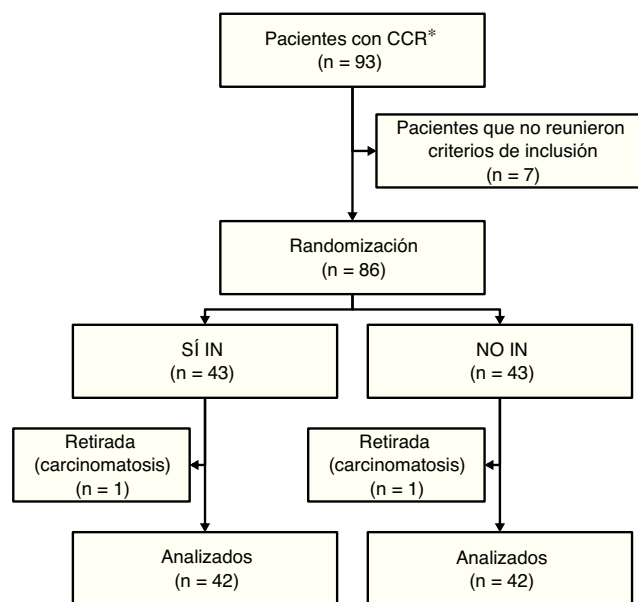 Pacientes con CCR*
(n = 93)
Pacientes que no reunieron
criterios de inclusión
(n = 7)
Randomización
(n = 86)
SÍ IN
(n = 43)
NO IN
(n = 43)
Retirada
(carcinomatosis)
(n = 1)
Retirada
(carcinomatosis)
(n = 1)
Analizados
(n = 42)
Analizados
(n = 42)